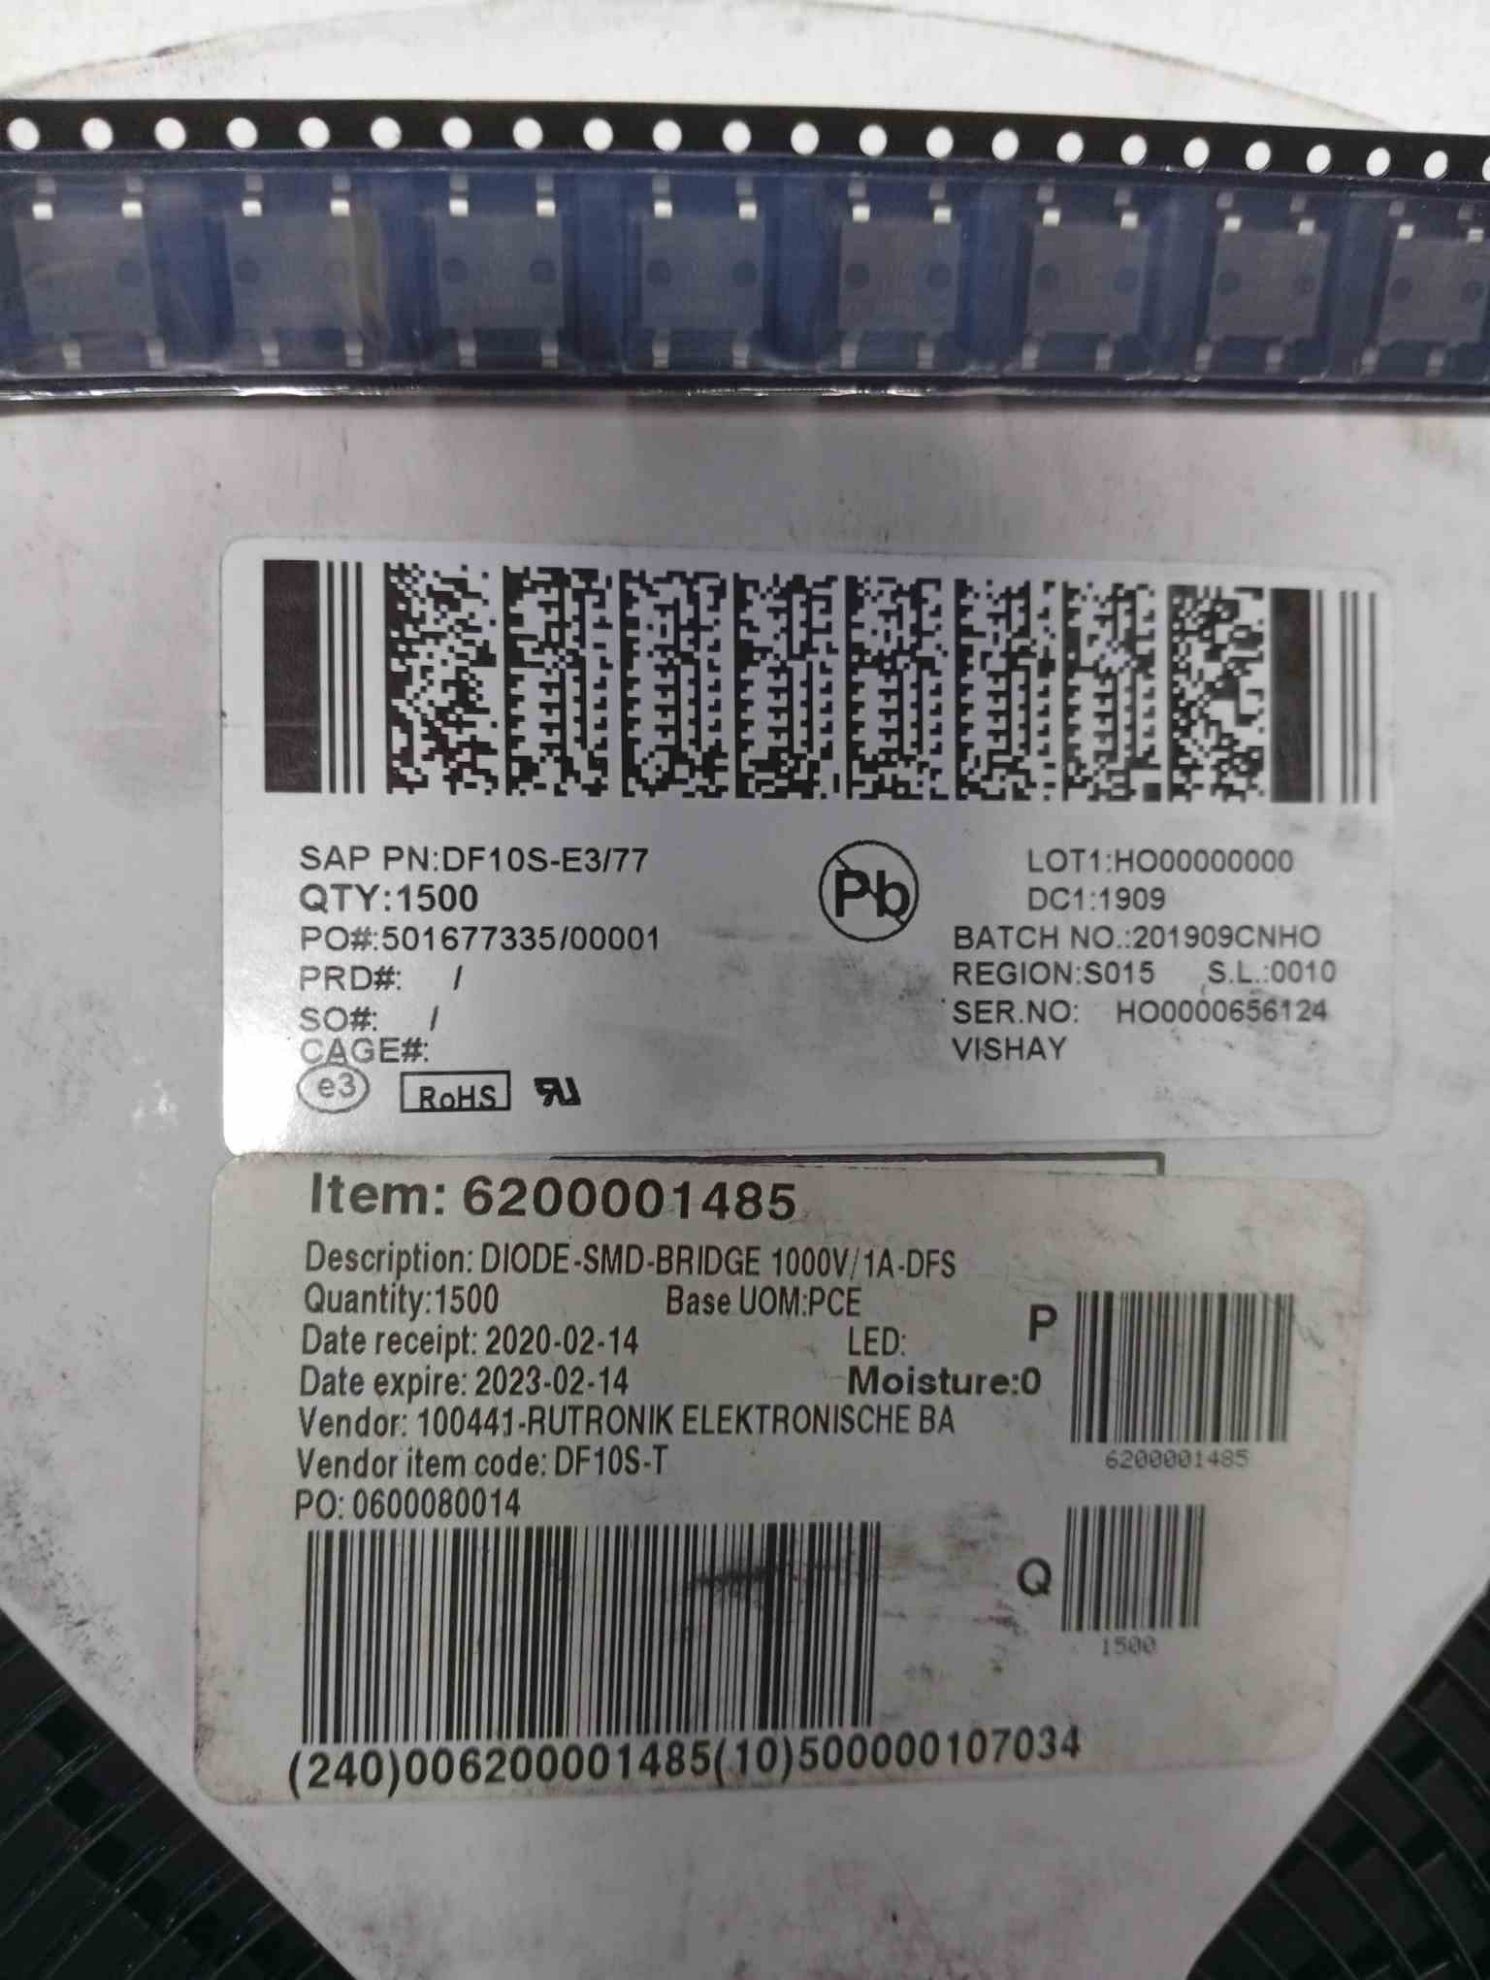 SAP PN:DF10S-E3/77
QTY:1500
PO#:501677335/00001
PRD#: /
SO#: /
CAGE#:
e3 RoHS
Pb
LOT1:HO00000000
DC1:1909
BATCH NO.:201909CNHO
REGION:S015 S.L.:0010
SER.NO: HO0000656124
VISHAY
Item: 6200001485
Description: DIODE-SMD-BRIDGE 1000V/1A-DFS
Quantity:1500 Base UOM:PCE
Date receipt: 2020-02-14 LED:
Date expire: 2023-02-14 Moisture:0
Vendor: 100441-RUTRONIK ELEKTRONISCHE BA
Vendor item code: DF10S-T
PO: 0600080014
P
6200001485
Q
1500
(240)006200001485(10)500000107034